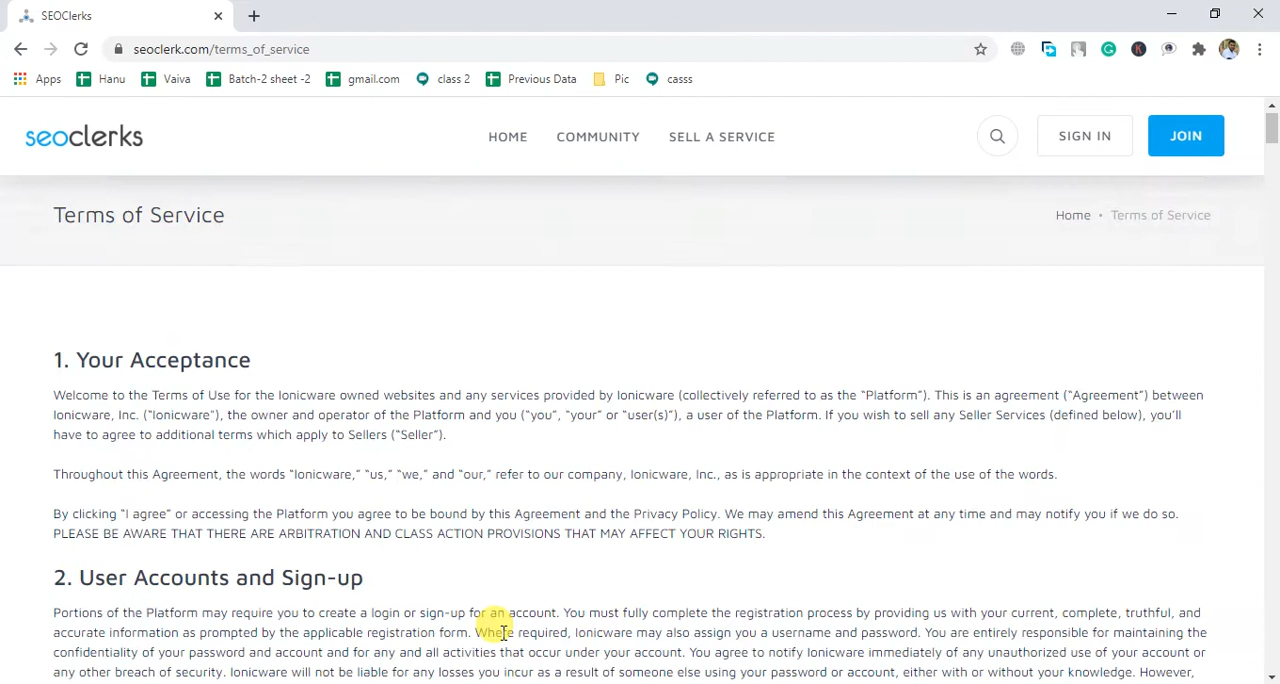 SEOClerks
seoclerk.com/terms_of_service
Apps Hanu Vaiva Batch-2 sheet -2 gmail.com class 2 Previous Data Pic casss
seoclerks HOME COMMUNITY SELL A SERVICE SIGN IN JOIN
Terms of Service Home • Terms of Service
1. Your Acceptance
Welcome to the Terms of Use for the Ionicware owned websites and any services provided by Ionicware (collectively referred to as the “Platform”). This is an agreement (“Agreement”) between
Ionicware, Inc. (“Ionicware”), the owner and operator of the Platform and you (“you”, “your” or “user(s)”), a user of the Platform. If you wish to sell any Seller Services (defined below), you’ll
have to agree to additional terms which apply to Sellers (“Seller”).
Throughout this Agreement, the words “Ionicware,” “us,” “we,” and “our,” refer to our company, Ionicware, Inc., as is appropriate in the context of the use of the words.
By clicking “I agree” or accessing the Platform you agree to be bound by this Agreement and the Privacy Policy. We may amend this Agreement at any time and may notify you if we do so.
PLEASE BE AWARE THAT THERE ARE ARBITRATION AND CLASS ACTION PROVISIONS THAT MAY AFFECT YOUR RIGHTS.
2. User Accounts and Sign-up
Portions of the Platform may require you to create a login or sign-up for an account. You must fully complete the registration process by providing us with your current, complete, truthful, and
accurate information as prompted by the applicable registration form. Where required, Ionicware may also assign you a username and password. You are entirely responsible for maintaining the
confidentiality of your password and account and for any and all activities that occur under your account. You agree to notify Ionicware immediately of any unauthorized use of your account or
any other breach of security. Ionicware will not be liable for any losses you incur as a result of someone else using your password or account, either with or without your knowledge. However,